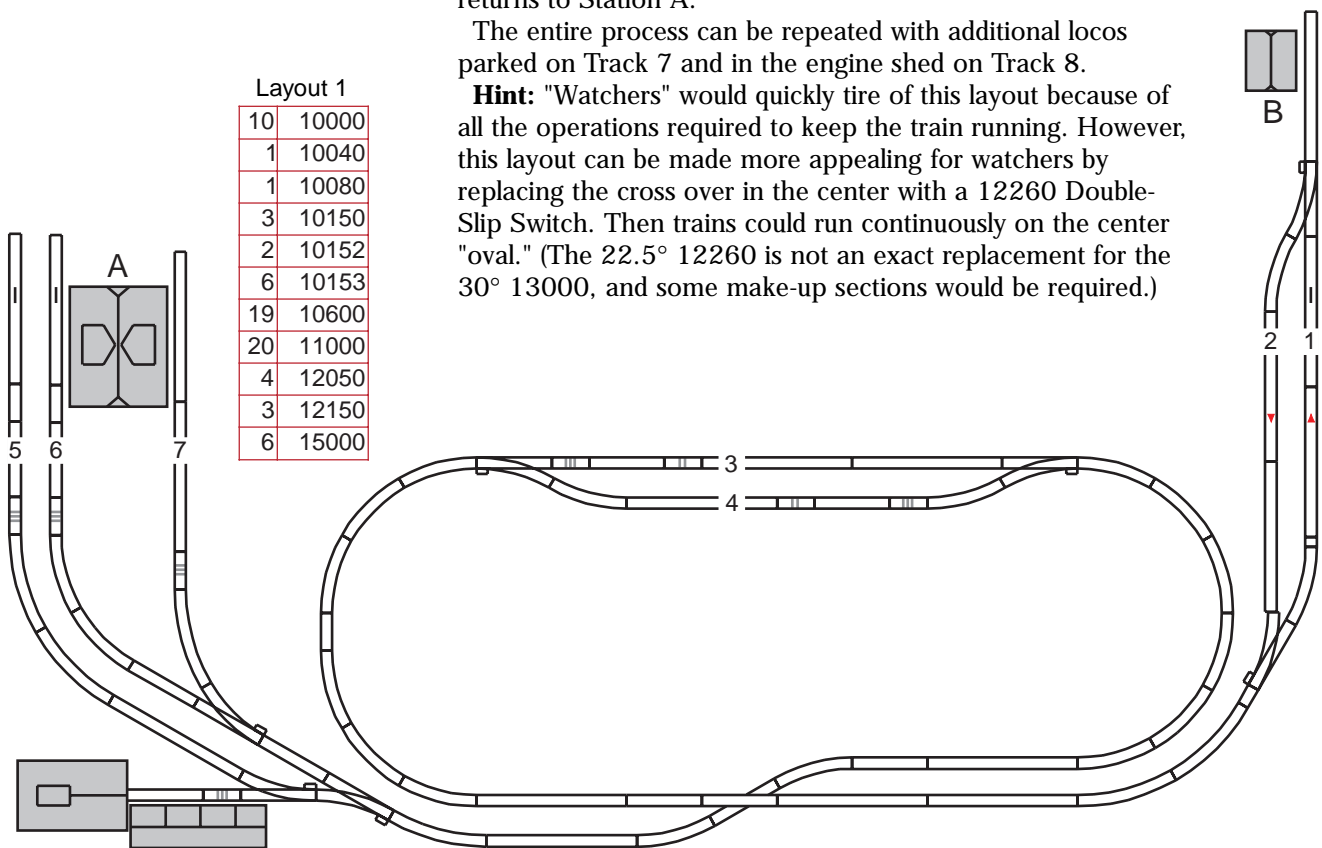 returns to Station A.
The entire process can be repeated with additional locos
parked on Track 7 and in the engine shed on Track 8.
Hint: "Watchers" would quickly tire of this layout because of
all the operations required to keep the train running. However,
this layout can be made more appealing for watchers by
replacing the cross over in the center with a 12260 Double-
Slip Switch. Then trains could run continuously on the center
"oval." (The 22.5° 12260 is not an exact replacement for the
30° 13000, and some make-up sections would be required.)
Layout 1
10 10000
1 10040
1 10080
3 10150
2 10152
6 10153
19 10600
20 11000
4 12050
3 12150
6 15000
A
B
2 1
5 6 7
3
4